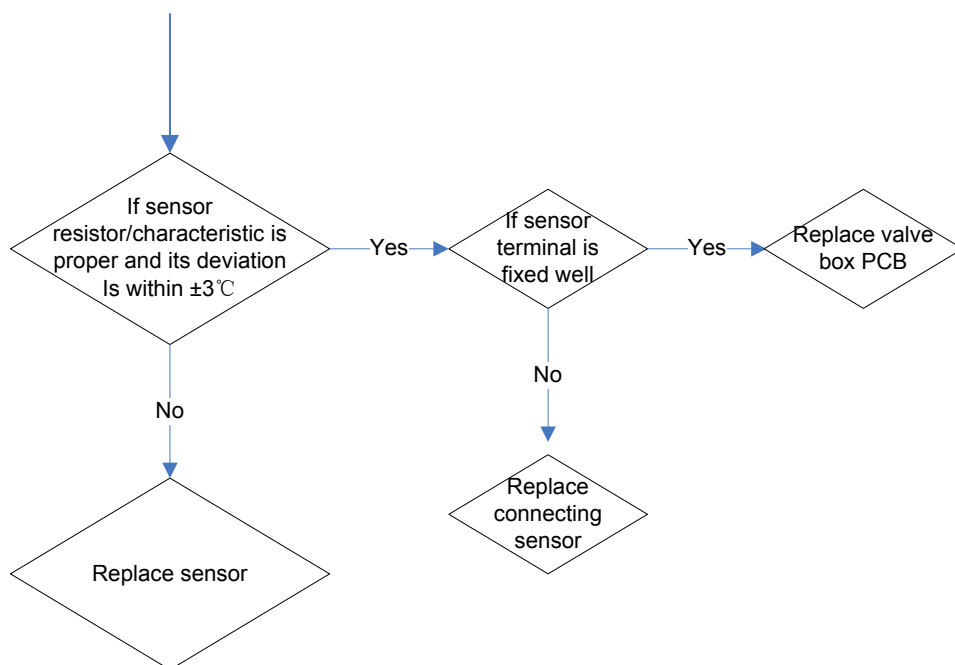 If sensor
resistor/characteristic is
proper and its deviation
Is within ±3℃
Yes
If sensor
terminal is
fixed well
Yes
Replace valve
box PCB
No
No
Replace
connecting
sensor
Replace sensor